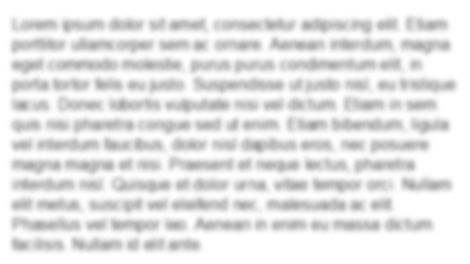 Lorem ipsum dolor sit amet, consectetur adipiscing elit. Etiam
porttitor ullamcorper sem ac ornare. Aenean interdum, magna
eget commodo molestie, purus purus condimentum elit, in
porta tortor felis eu justo. Suspendisse ut justo nisl, eu tristique
lacus. Donec lobortis vulputate nisi vel dictum. Etiam in sem
quis nisi pharetra congue sed ut enim. Etiam bibendum, ligula
vel interdum faucibus, dolor nisl dapibus eros, nec posuere
magna magna et nisi. Praesent et neque lectus, pharetra
interdum nisl. Quisque et dolor urna, vitae tempor orci. Nullam
elit metus, suscipit vel eleifend nec, malesuada ac elit.
Phasellus vel tempor leo. Aenean in enim eu massa dictum
facilisis. Nullam id elit ante.